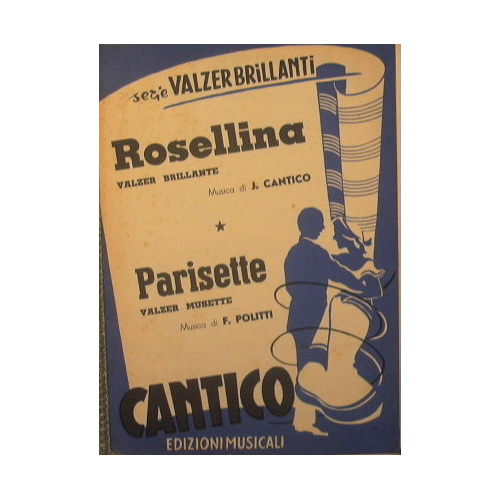 serie VALZER BRILLANTI
Rosellina
VALZER BRILLANTE
Musica di J. CANTICO
Parisette
VALZER MUSETTE
Musica di F. POLITTI
CANTICO
EDIZIONI MUSICALI